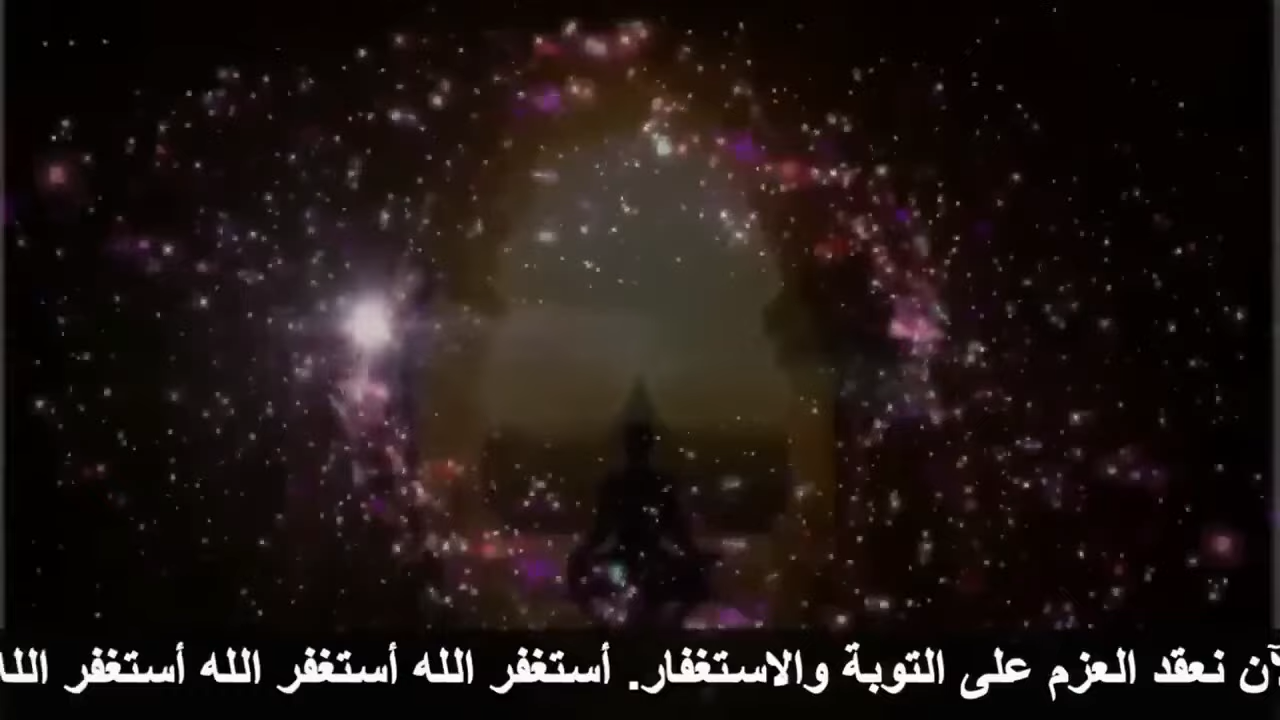 نعقد العزم على التوبة والاستغفار. أستغفر الله أستغفر الله أستغفر